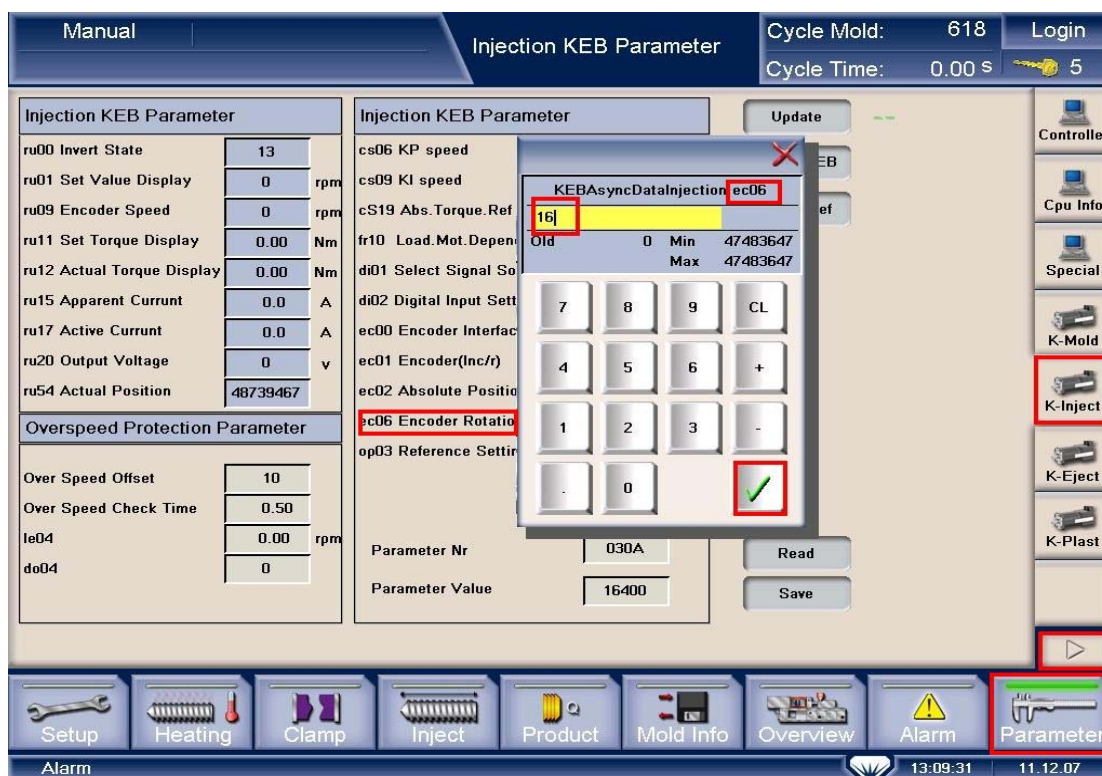 Manual
Injection KEB Parameter
Cycle Mold: 618
Cycle Time: 0.00 S
Login
5
Injection KEB Parameter
ru00 Invert State 13
ru01 Set Value Display 0 rpm
ru09 Encoder Speed 0 rpm
ru11 Set Torque Display 0.00 Nm
ru12 Actual Torque Display 0.00 Nm
ru15 Apparent Currunt 0.0 A
ru17 Active Currunt 0.0 A
ru20 Output Voltage 0 v
ru54 Actual Position 48739467
Overspeed Protection Parameter
Over Speed Offset 10
Over Speed Check Time 0.50
le04 0.00 rpm
do04 0
Injection KEB Parameter
cs06 KP speed
cs09 KI speed
cS19 Abs.Torque.Ref
fr10 Load.Mot.Depen
di01 Select Signal So
di02 Digital Input Sett
ec00 Encoder Interfac
ec01 Encoder(Inc/r)
ec02 Absolute Positio
ec06 Encoder Rotatio
op03 Reference Settin
Parameter Nr 030A
Parameter Value 16400
Update --
EB
ef
Read
Save
KEBAsyncDataInjection ec06
16
Old 0 Min 47483647
Max 47483647
7 8 9 CL
4 5 6 +
1 2 3 -
. 0
Controlle
Cpu Info
Special
K-Mold
K-Inject
K-Eject
K-Plast
Setup
Heating
Clamp
Inject
Product
Mold Info
Overview
Alarm
Parameter
Alarm
13:09:31
11.12.07